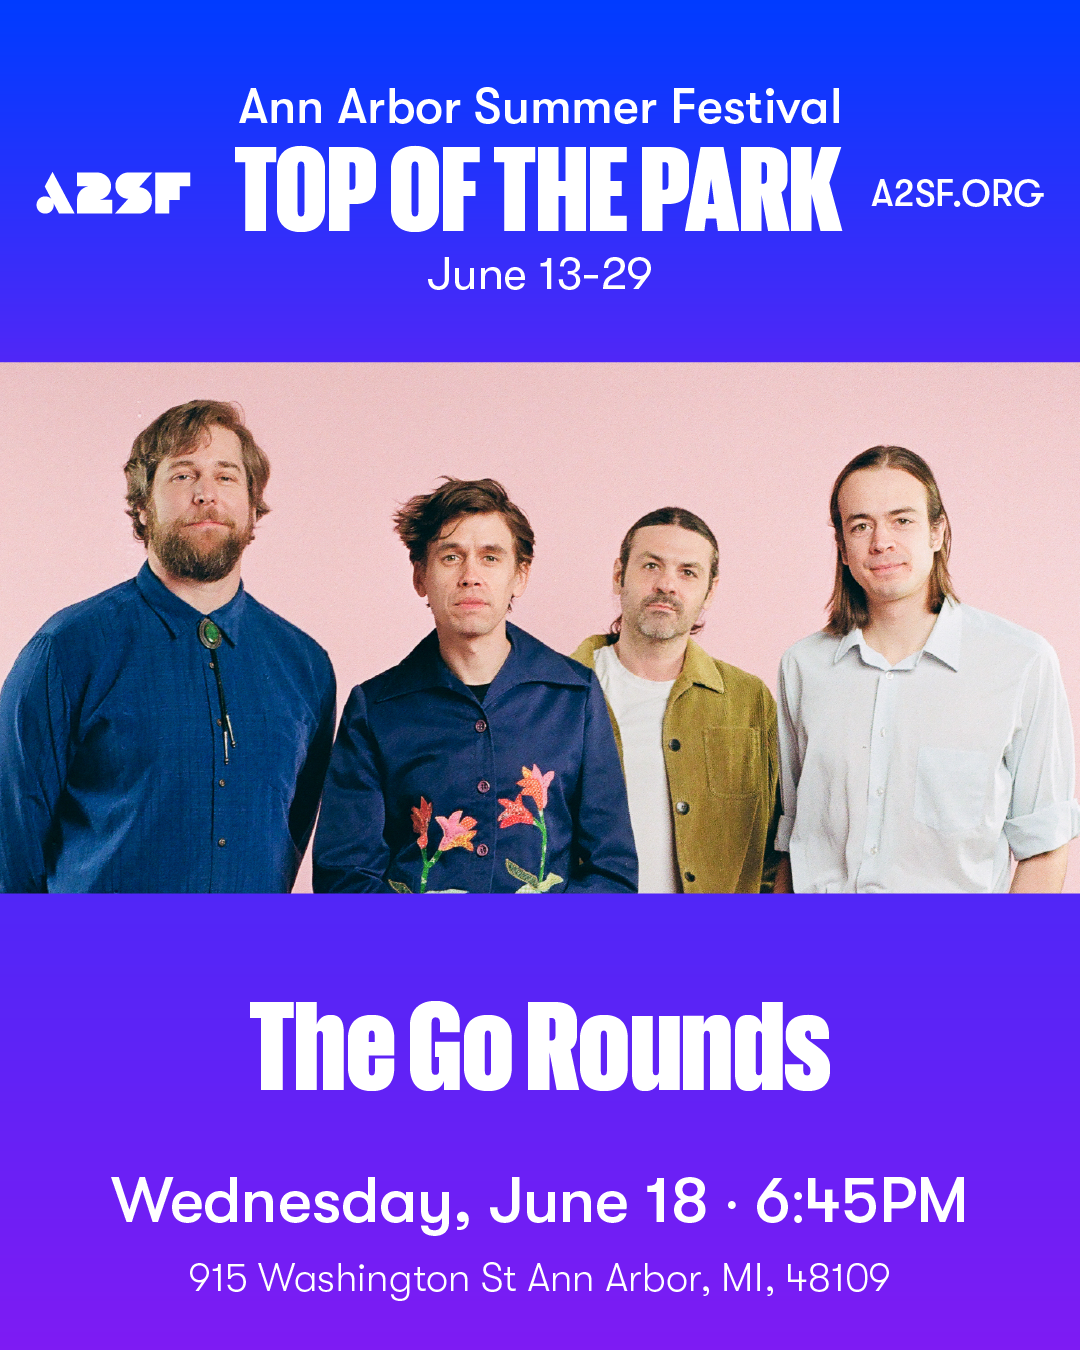 Ann Arbor Summer Festival
A2SF
TOP OF THE PARK
A2SF.ORG
June 13-29
The Go Rounds
Wednesday, June 18 · 6:45PM
915 Washington St Ann Arbor, MI, 48109